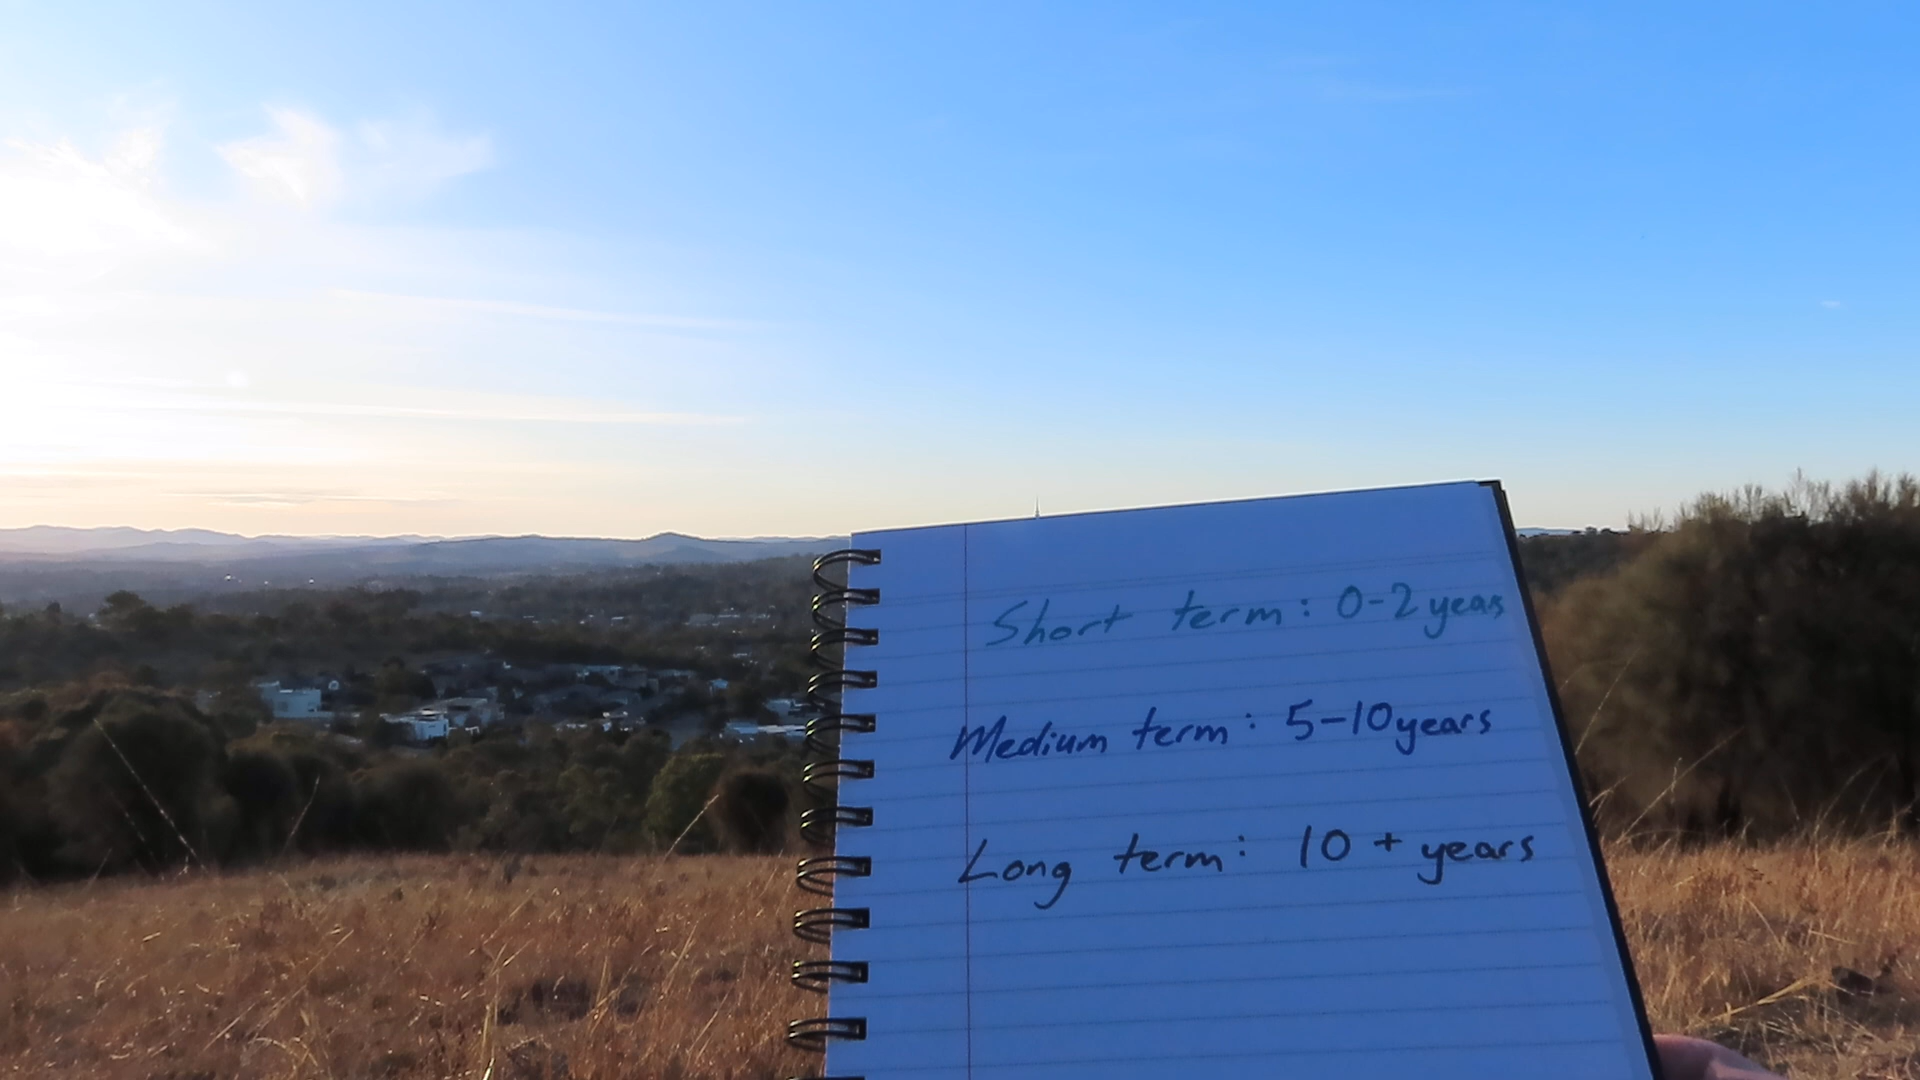 Short term: 0-2 years
Medium term: 5-10 years
Long term: 10+ years